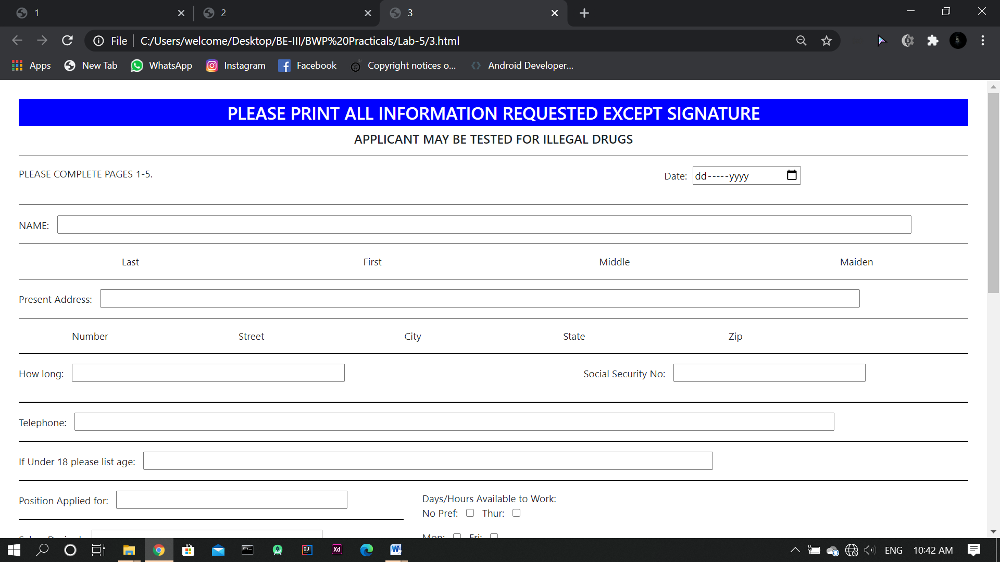 1 2 3
File C:/Users/welcome/Desktop/BE-III/BWP%20Practicals/Lab-5/3.html
Apps New Tab WhatsApp Instagram Facebook Copyright notices o... Android Developer...
PLEASE PRINT ALL INFORMATION REQUESTED EXCEPT SIGNATURE
APPLICANT MAY BE TESTED FOR ILLEGAL DRUGS
PLEASE COMPLETE PAGES 1-5. Date: dd-----yyyy
NAME:
Last First Middle Maiden
Present Address:
Number Street City State Zip
How long: Social Security No:
Telephone:
If Under 18 please list age:
Position Applied for: Days/Hours Available to Work:
No Pref: Thur:
Mon: Fri:
IJ Xd W ENG 10:42 AM